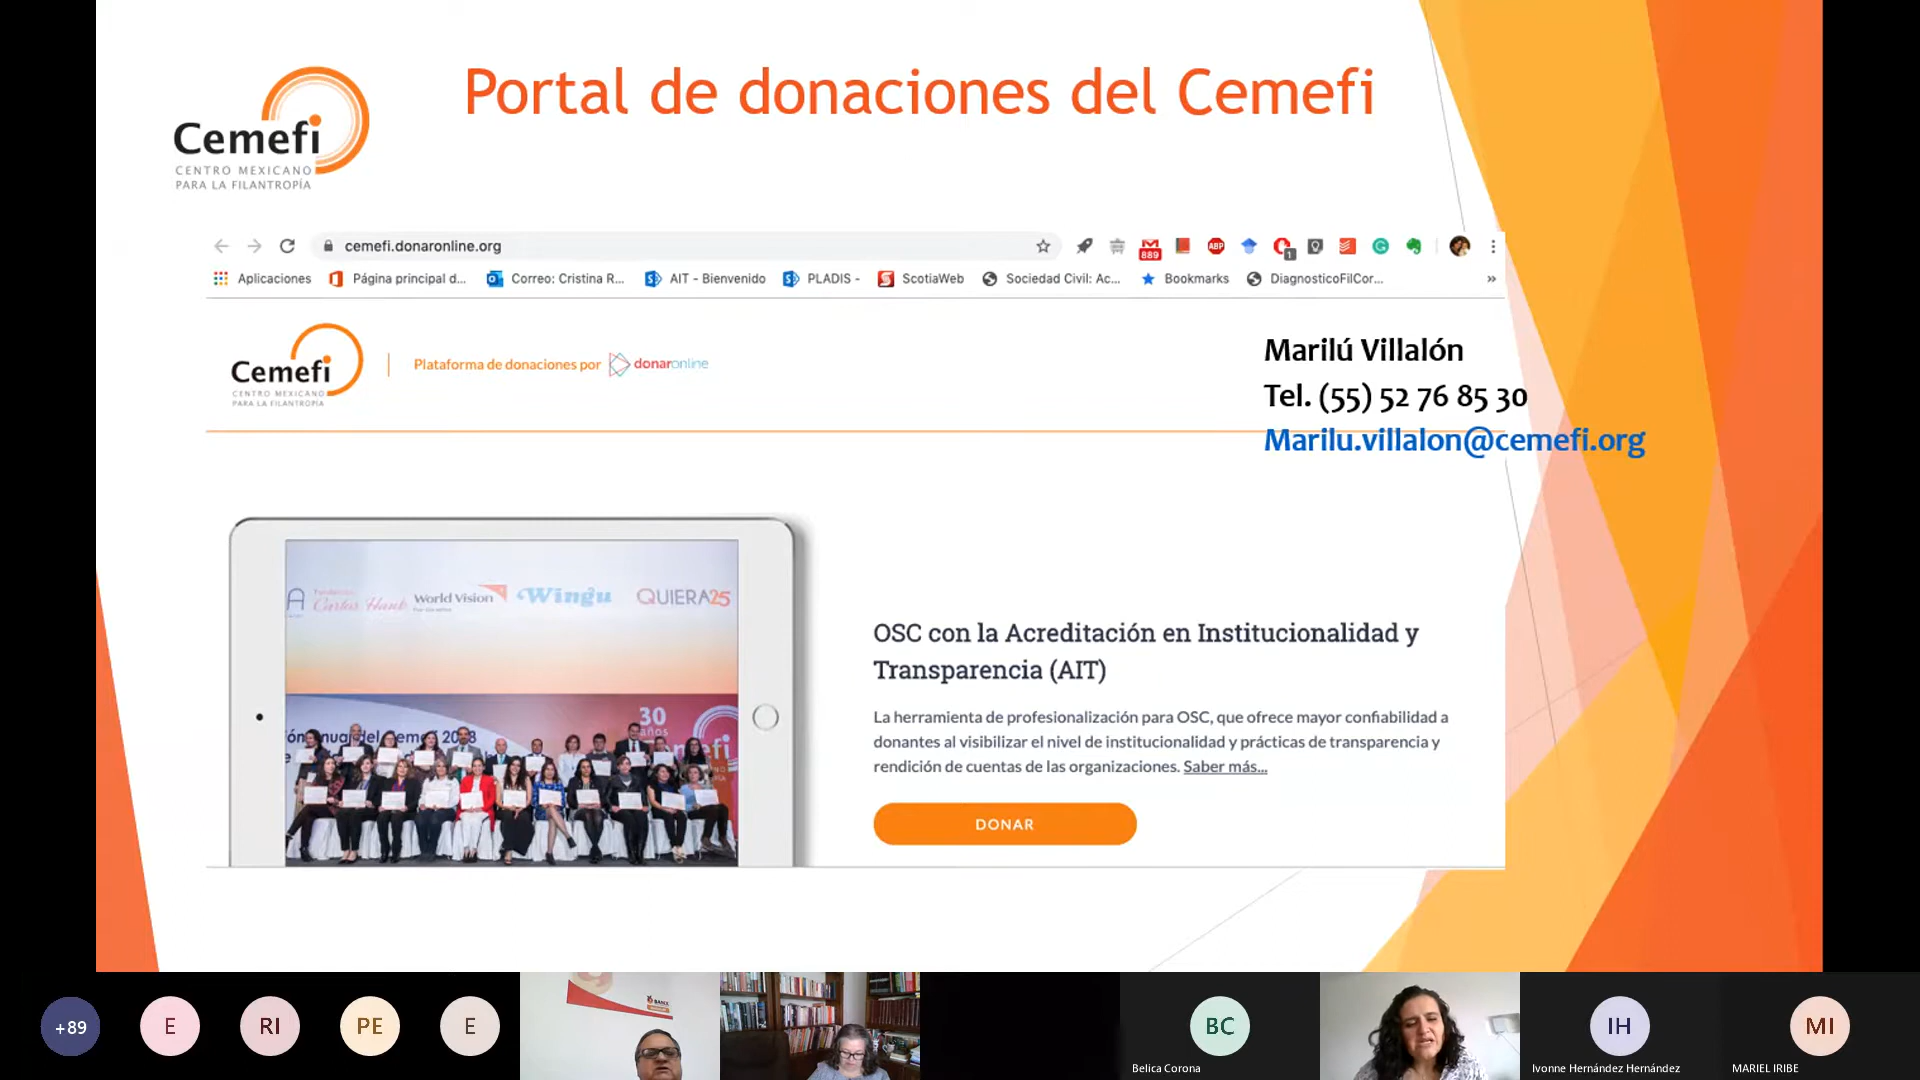 Portal de donaciones del Cemefi
Cemefi
CENTRO MEXICANO
PARA LA FILANTROPÍA
cemefi.donaronline.org
889
ABP
1
Aplicaciones
Página principal d...
Correo: Cristina R...
AIT - Bienvenido
PLADIS -
ScotiaWeb
Sociedad Civil: Ac...
Bookmarks
DiagnosticoFilCor...
»
Cemefi
CENTRO MEXICANO
PARA LA FILANTROPÍA
Plataforma de donaciones por donaronline
Marilú Villalón
Tel. (55) 52 76 85 30
Marilu.villalon@cemefi.org
World Vision
Wingu
QUIERA25
30
años
OSC con la Acreditación en Institucionalidad y
Transparencia (AIT)
La herramienta de profesionalización para OSC, que ofrece mayor confiabilidad a
donantes al visibilizar el nivel de institucionalidad y prácticas de transparencia y
rendición de cuentas de las organizaciones. Saber más...
DONAR
+89
E
RI
PE
E
BC
Belica Corona
IH
Ivonne Hernández Hernández
MI
MARIEL IRIBE